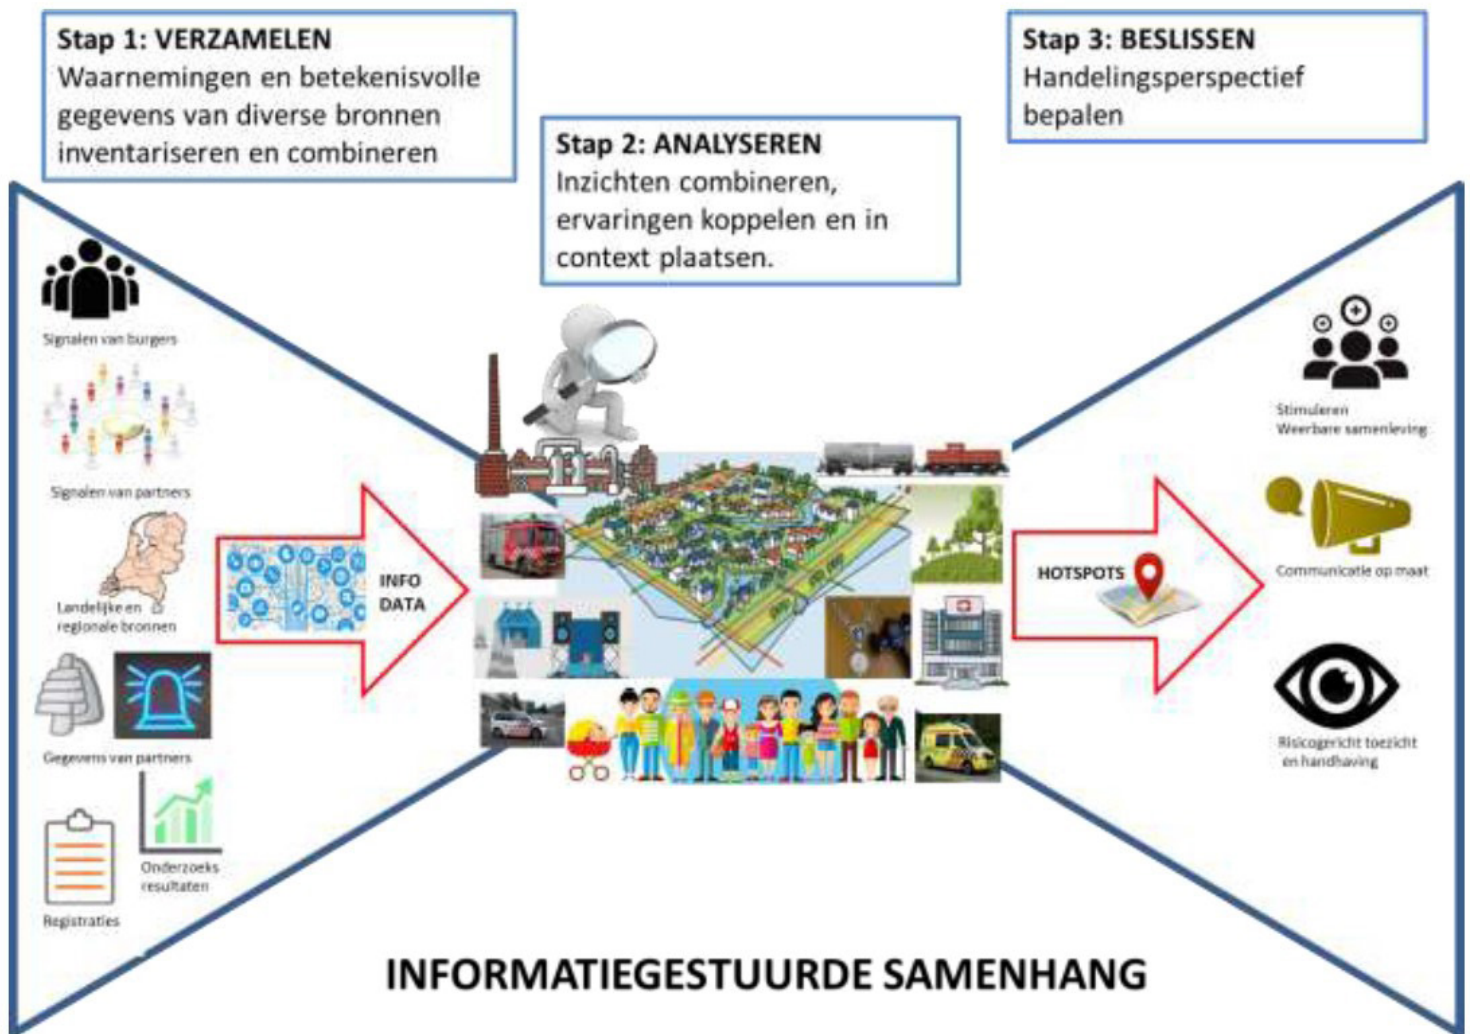 Stap 1: VERZAMELEN
Waarnemingen en betekenisvolle
gegevens van diverse bronnen
inventariseren en combineren
Stap 2: ANALYSEREN
Inzichten combineren,
ervaringen koppelen en in
context plaatsen.
Stap 3: BESLISSEN
Handelingsperspectief
bepalen
Signalen van burgers
Signalen van partners
Landelijke en
regionale bronnen
Gegevens van partners
Onderzoeks
resultaten
Registraties
INFO
DATA
HOTSPOTS
Stimuleren
Weerbare samenleving
Communicatie op maat
Risicogericht toezicht
en handhaving
INFORMATIEGESTUURDE SAMENHANG